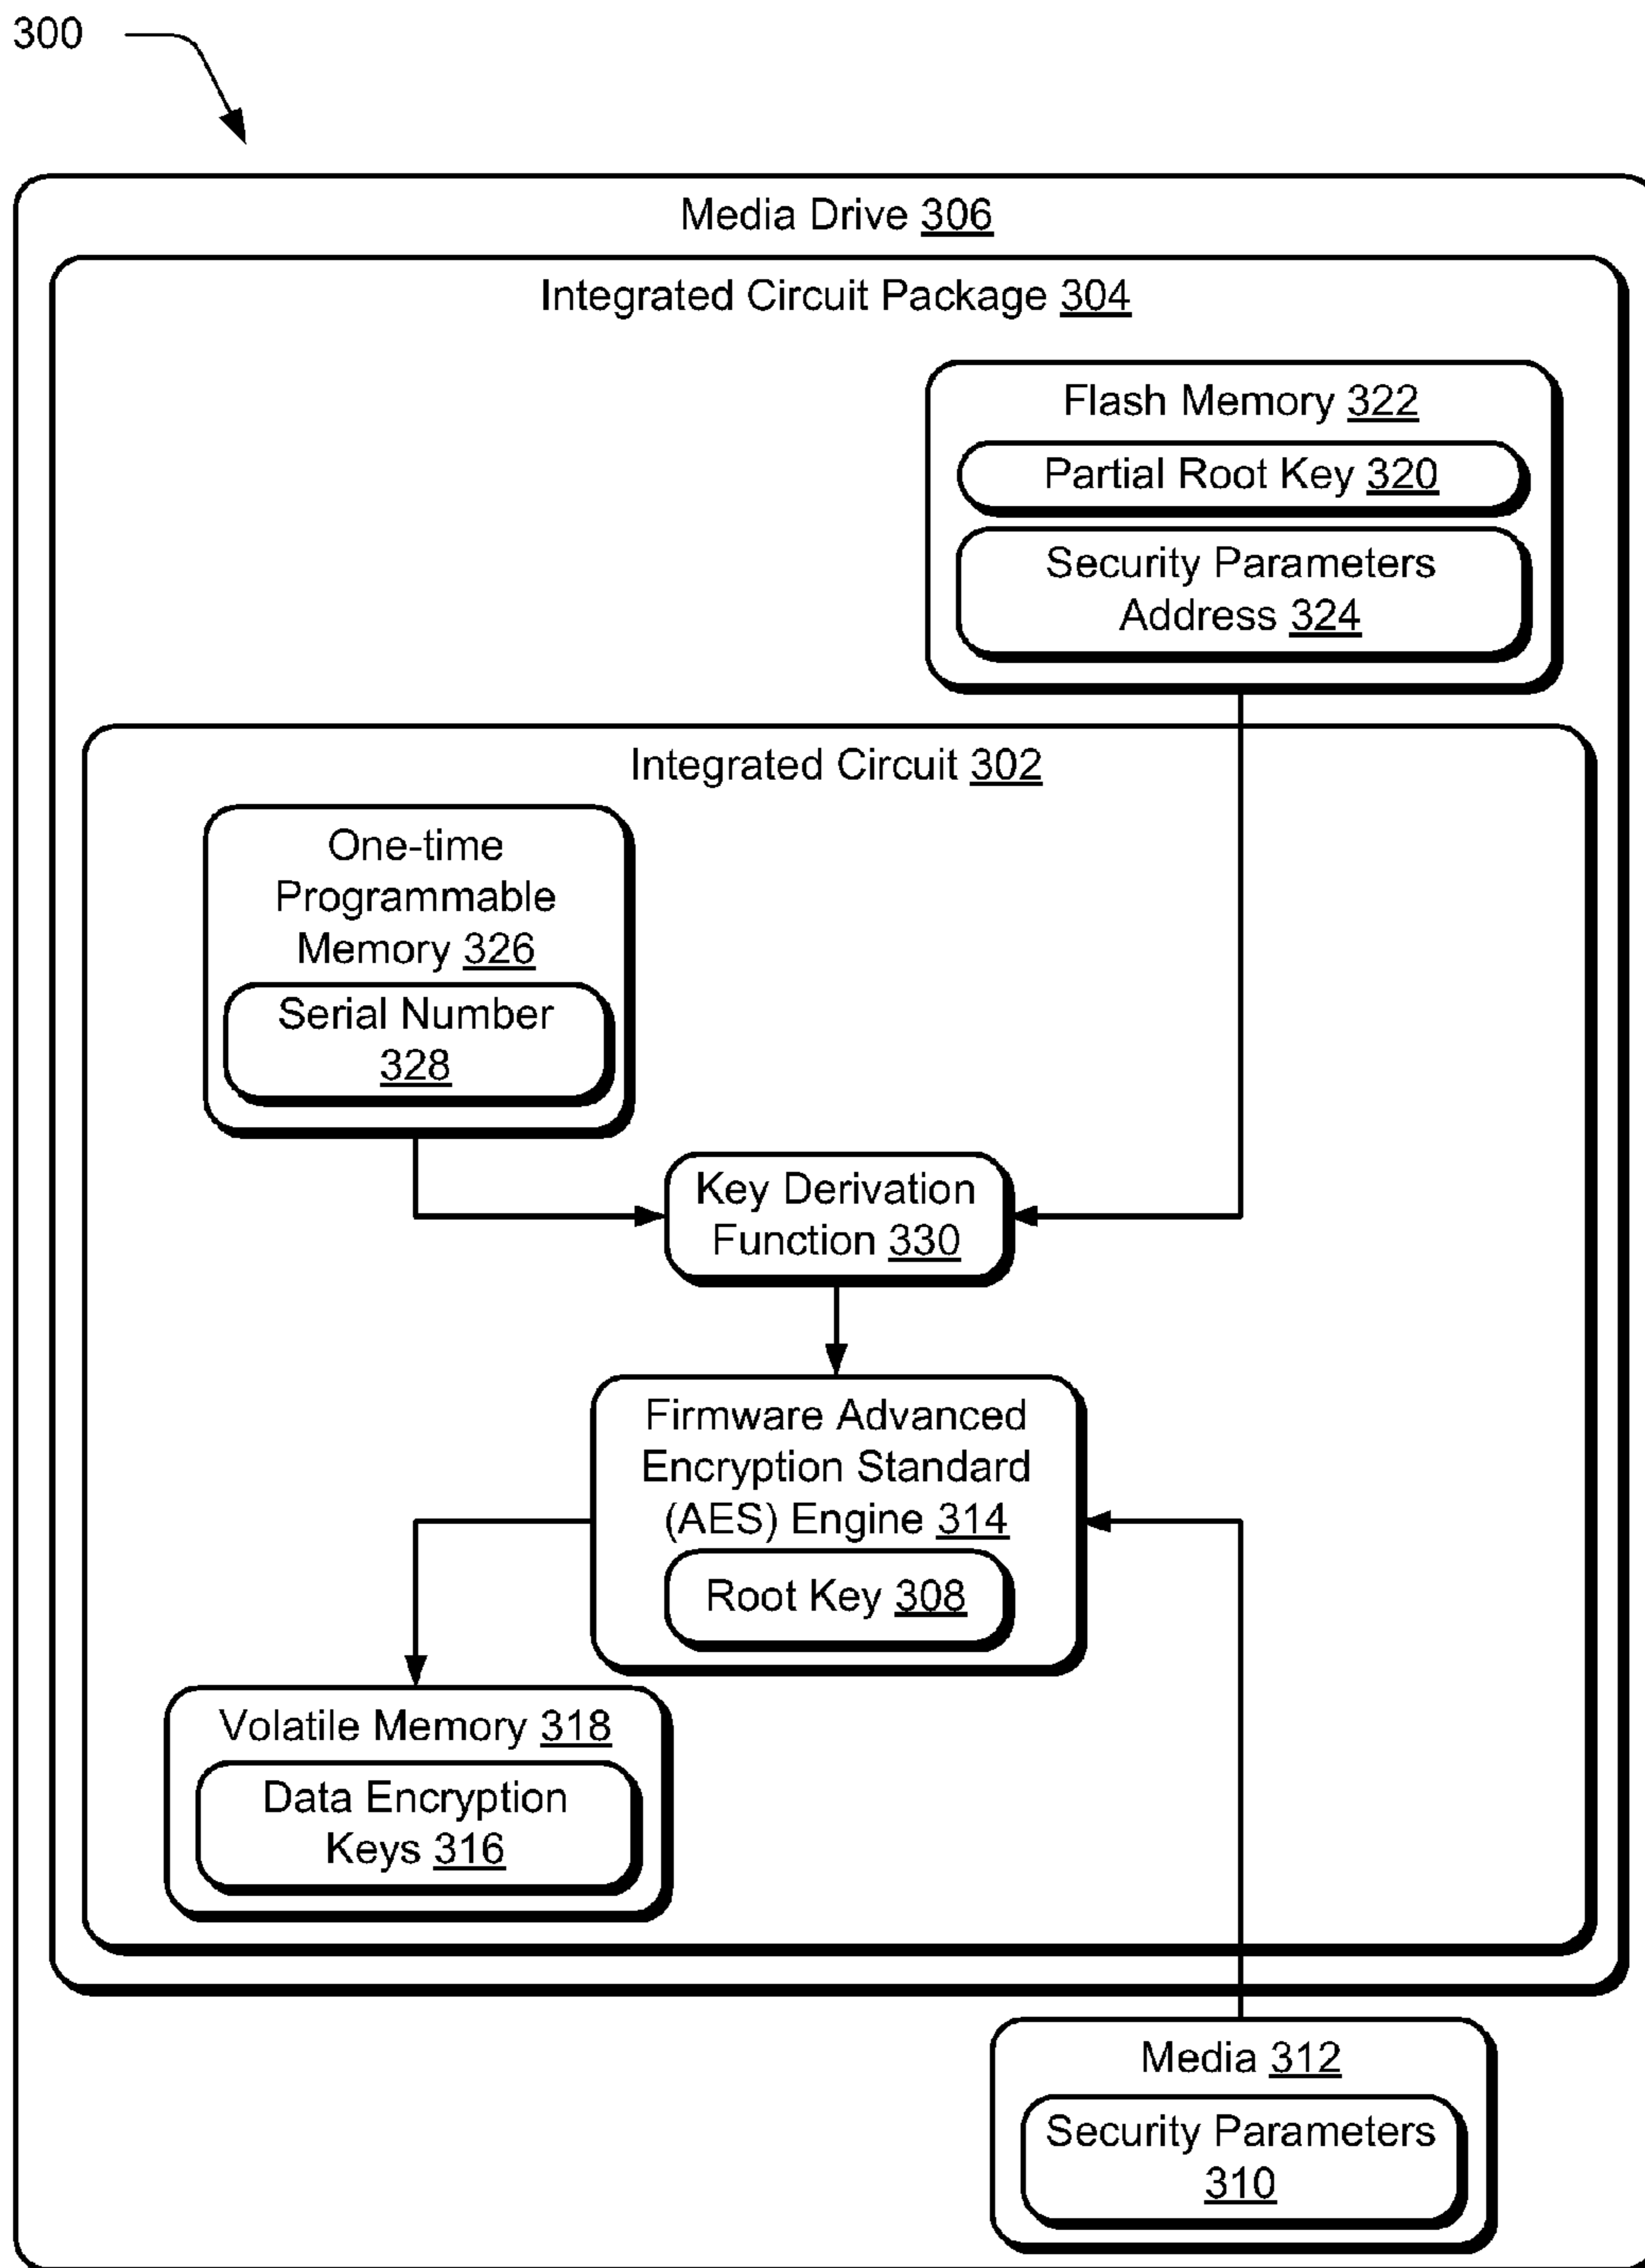 300
Media Drive 306
Integrated Circuit Package 304
Flash Memory 322
Partial Root Key 320
Security Parameters
Address 324
Integrated Circuit 302
One-time
Programmable
Memory 326
Serial Number
328
Key Derivation
Function 330
Firmware Advanced
Encryption Standard
(AES) Engine 314
Root Key 308
Volatile Memory 318
Data Encryption
Keys 316
Media 312
Security Parameters
310